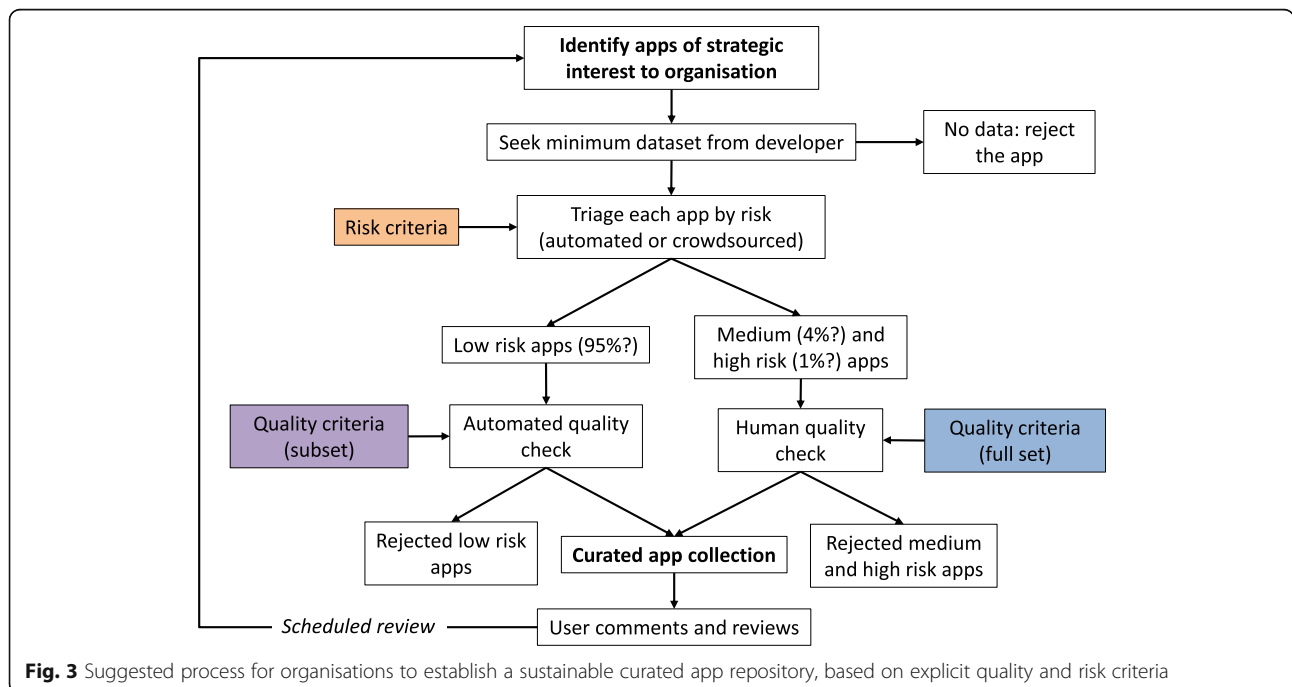 Identify apps of strategic
interest to organisation
Seek minimum dataset from developer
No data: reject
the app
Risk criteria
Triage each app by risk
(automated or crowdsourced)
Low risk apps (95%?)
Medium (4%?) and
high risk (1%?) apps
Quality criteria
(subset)
Automated quality
check
Human quality
check
Quality criteria
(full set)
Rejected low risk
apps
Curated app collection
Rejected medium
and high risk apps
Scheduled review
User comments and reviews
Fig. 3 Suggested process for organisations to establish a sustainable curated app repository, based on explicit quality and risk criteria